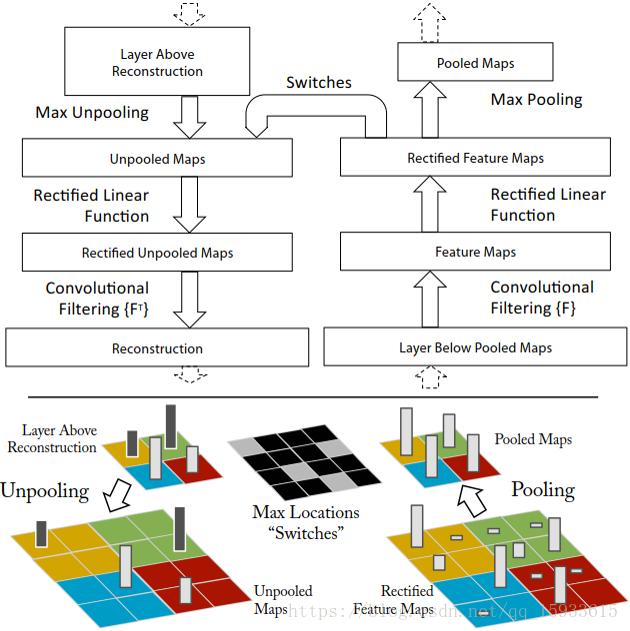 Layer Above
Reconstruction
Pooled Maps
Switches
Max Unpooling
Max Pooling
Unpooled Maps
Rectified Feature Maps
Rectified Linear
Function
Rectified Linear
Function
Rectified Unpooled Maps
Feature Maps
Convolutional
Filtering {Fᵀ}
Convolutional
Filtering {F}
Reconstruction
Layer Below Pooled Maps
Layer Above
Reconstruction
Pooled Maps
Unpooling
Pooling
Max Locations
“Switches”
Unpooled
Maps
Rectified
Feature Maps
https://blog.csdn.net/qq_15933615